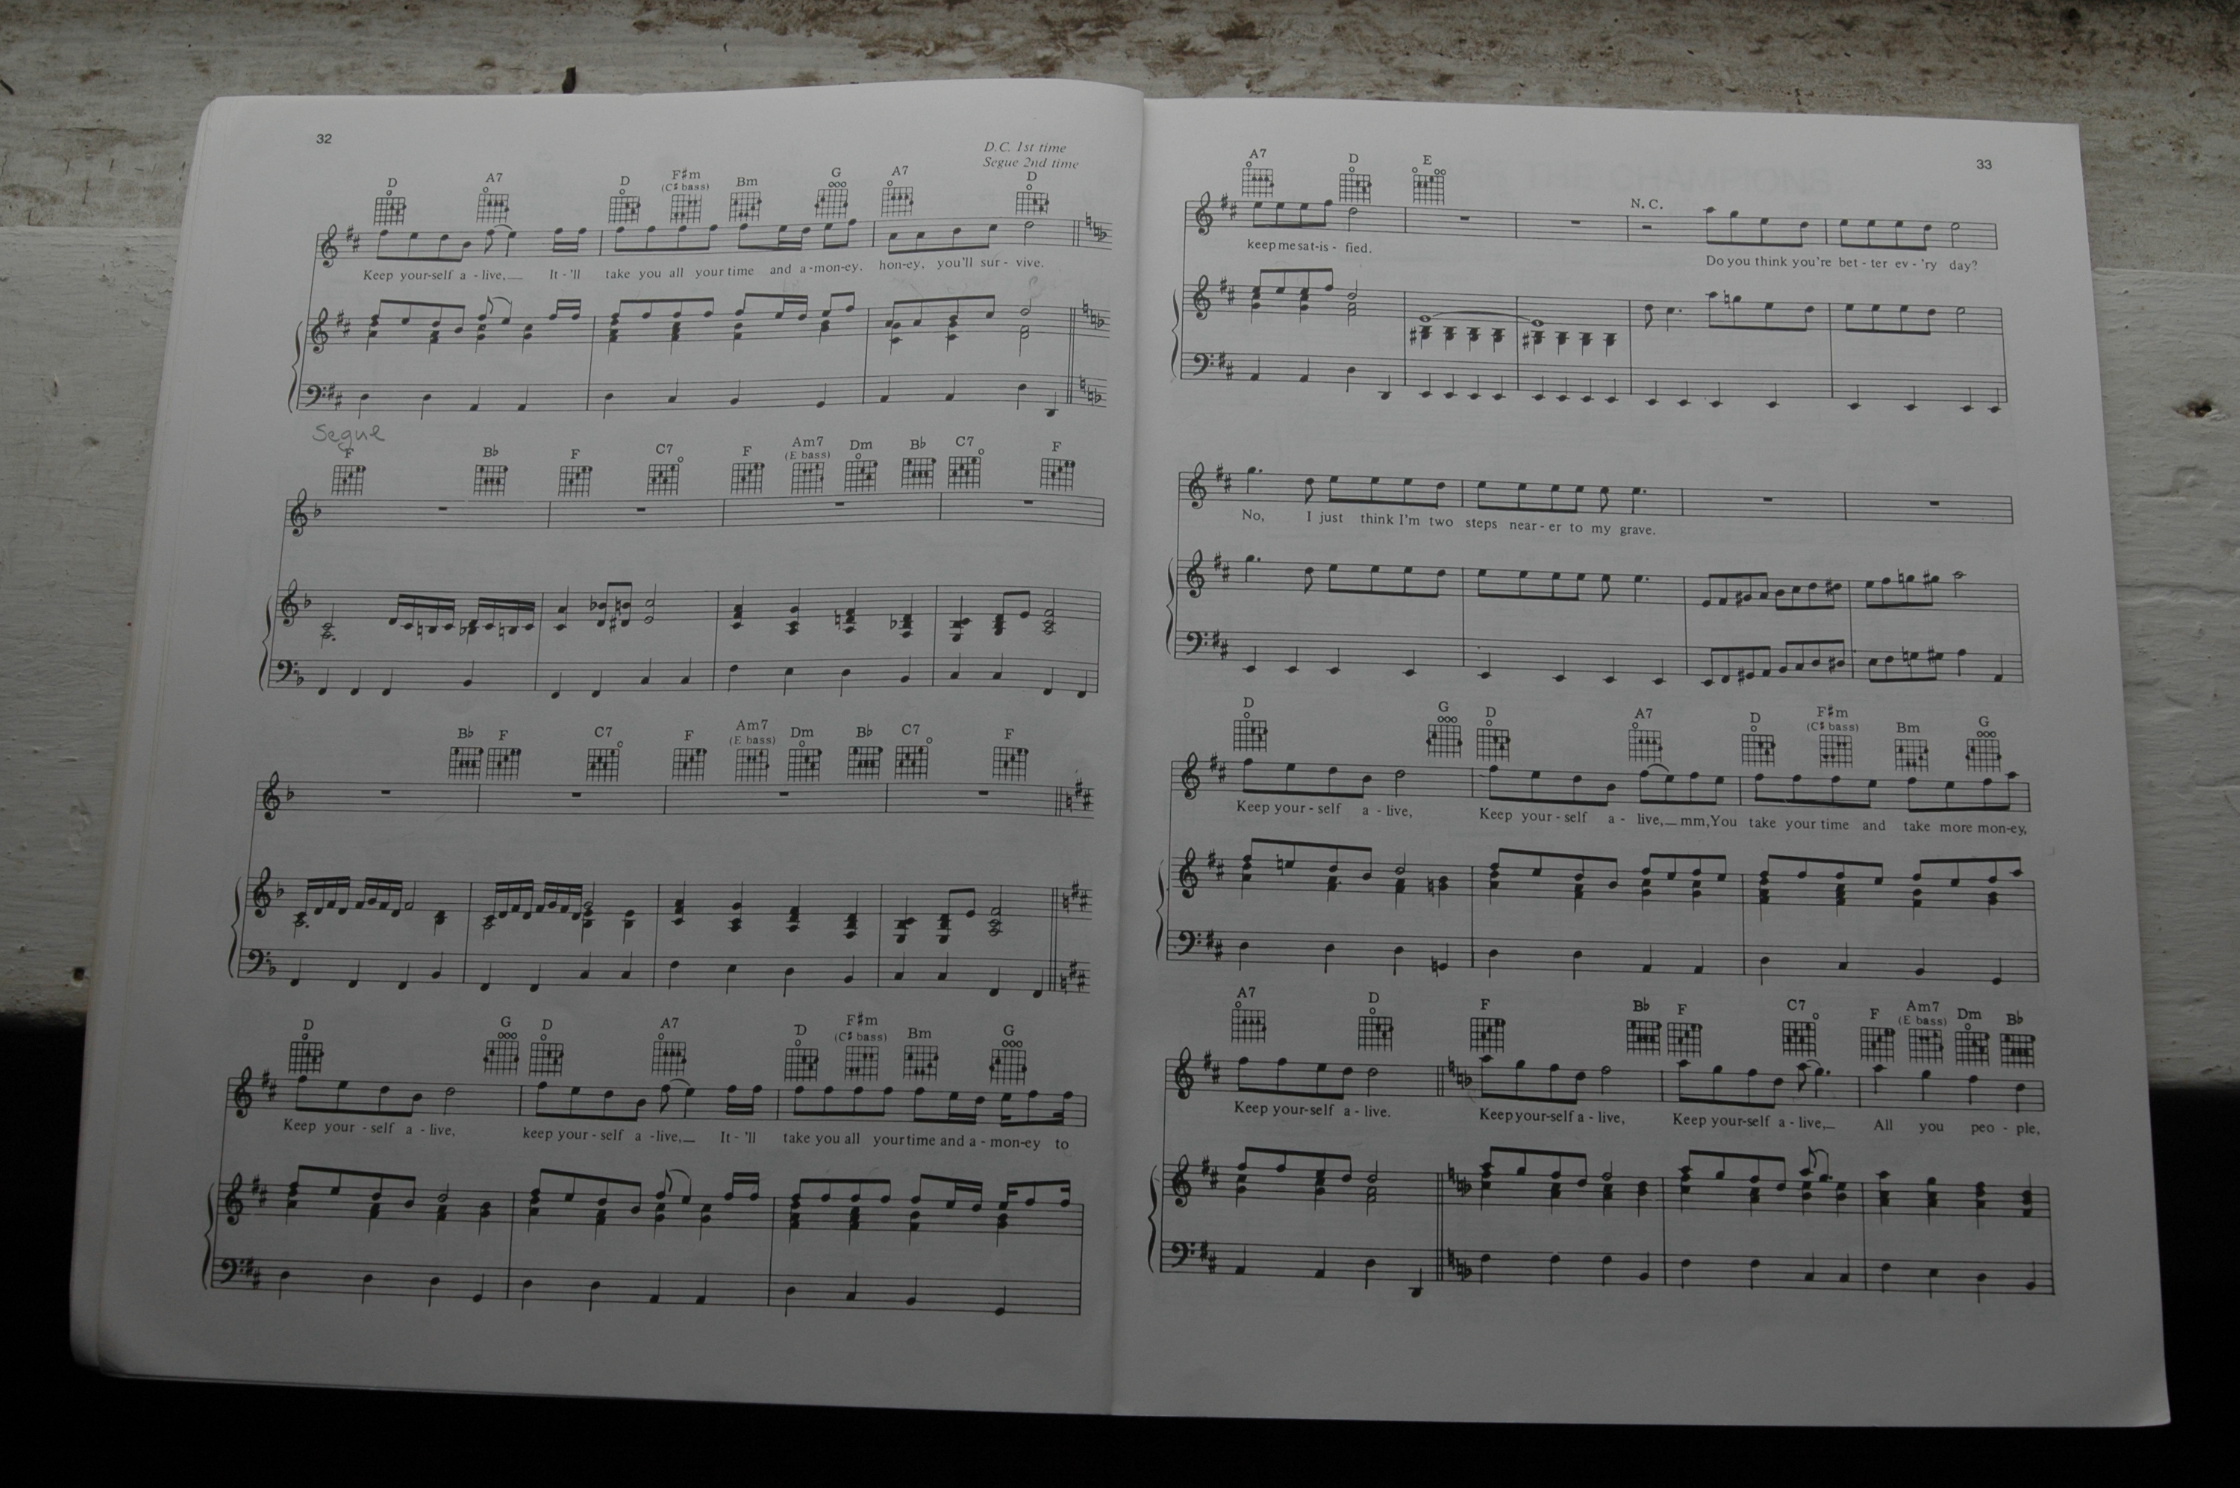 32
D.C. 1st time
Segue 2nd time
D A7 D F♯m (C♯ bass) Bm G A7 D
Keep your-self a - live, It - 'll take you all your time and a-mon-ey. hon-ey, you'll sur - vive.
Segue
F B♭ F C7 F Am7 (E bass) Dm B♭ C7 F
B♭ F C7 F Am7 (E bass) Dm B♭ C7 F
D G D A7 D F♯m (C♯ bass) Bm G
Keep your - self a - live, keep your - self a - live, It - 'll take you all your time and a - mon-ey to
33
A7 D E N.C.
keep me sat-is - fied. Do you think you're bet - ter ev - 'ry day?
No, I just think I'm two steps near - er to my grave.
D G D A7 D F♯m (C♯ bass) Bm G
Keep your - self a - live, Keep your - self a - live, mm, You take your time and take more mon-ey,
A7 D F B♭ F C7 F Am7 (E bass) Dm B♭
Keep your-self a - live. Keep your-self a - live, Keep your-self a - live, All you peo - ple,